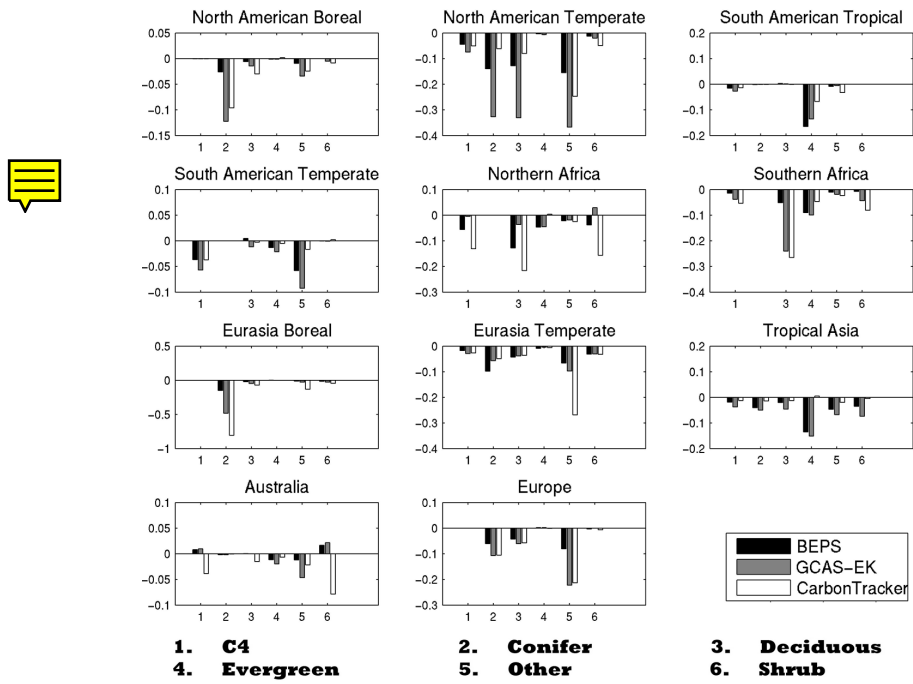 North American Boreal North American Temperate South American Tropical
0.05 0 −0.05 −0.1 −0.15
1 2 3 4 5 6
0 −0.1 −0.2 −0.3 −0.4
1 2 3 4 5 6
0.2 0.1 0 −0.1 −0.2
1 2 3 4 5 6
South American Temperate Northern Africa Southern Africa
0.1 0.05 0 −0.05 −0.1
1 3 4 5 6
0.1 0 −0.1 −0.2 −0.3
1 3 4 5 6
0 −0.1 −0.2 −0.3 −0.4
1 3 4 5 6
Eurasia Boreal Eurasia Temperate Tropical Asia
0.5 0 −0.5 −1
1 2 3 4 5 6
0 −0.1 −0.2 −0.3 −0.4
1 2 3 4 5 6
0.2 0.1 0 −0.1 −0.2
1 2 3 4 5 6
Australia Europe
0.1 0.05 0 −0.05 −0.1
1 2 3 4 5 6
0.1 0 −0.1 −0.2 −0.3
1 2 3 4 5 6
BEPS
GCAS−EK
CarbonTracker
1. C4 2. Conifer 3. Deciduous
4. Evergreen 5. Other 6. Shrub